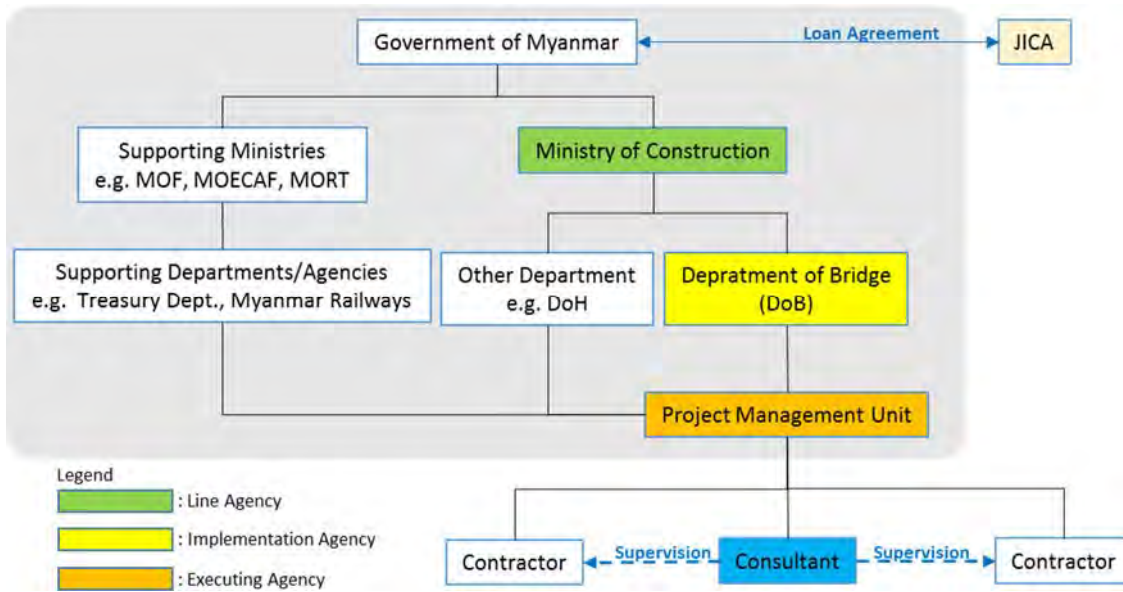 Government of Myanmar
Loan Agreement
JICA
Supporting Ministries
e.g. MOF, MOECAF, MORT
Ministry of Construction
Supporting Departments/Agencies
e.g. Treasury Dept., Myanmar Railways
Other Department
e.g. DoH
Depratment of Bridge
(DoB)
Project Management Unit
Legend
: Line Agency
: Implementation Agency
: Executing Agency
Contractor
Supervision
Consultant
Supervision
Contractor